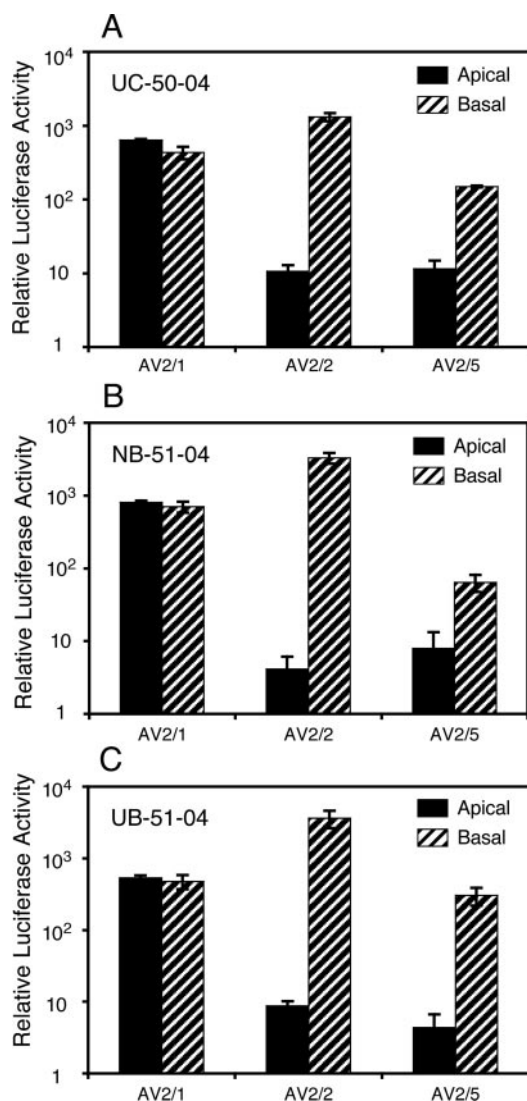 A
Relative Luciferase Activity
10⁴
10³
10²
10
1
UC-50-04
Apical
Basal
AV2/1 AV2/2 AV2/5
B
Relative Luciferase Activity
10⁴
10³
10²
10
1
NB-51-04
Apical
Basal
AV2/1 AV2/2 AV2/5
C
Relative Luciferase Activity
10⁴
10³
10²
10
1
UB-51-04
Apical
Basal
AV2/1 AV2/2 AV2/5